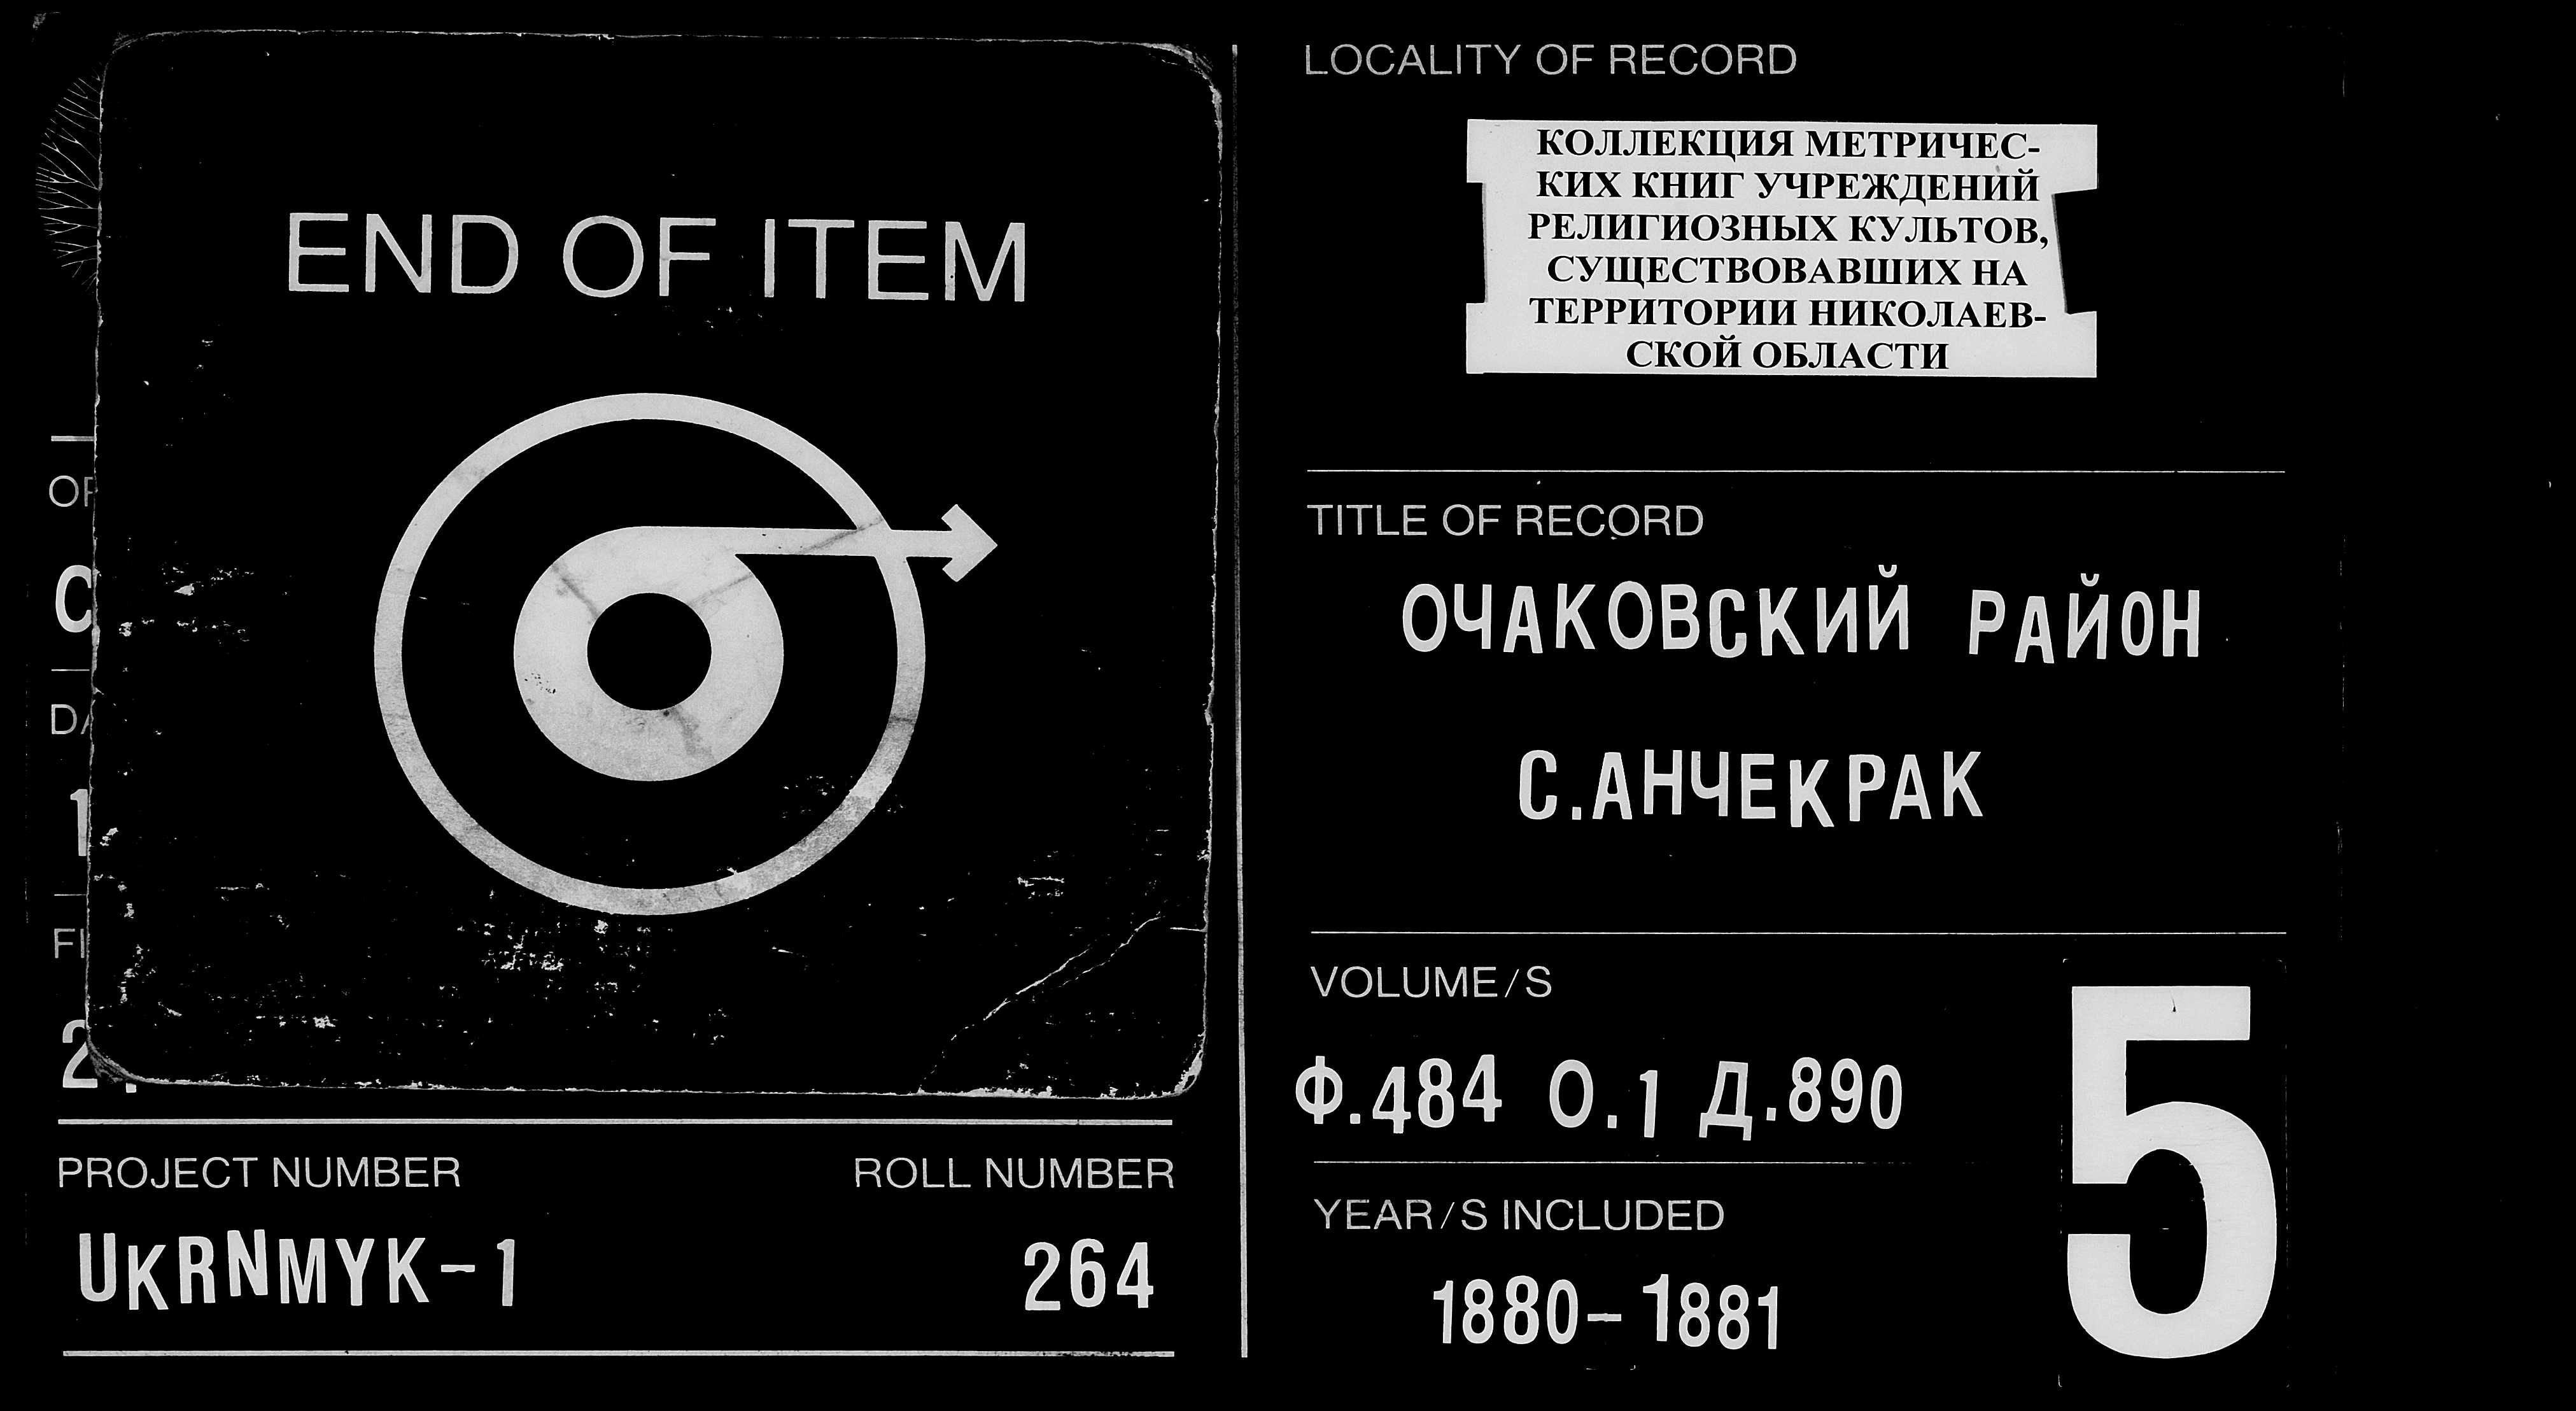 END OF ITEM
PROJECT NUMBER
ROLL NUMBER
UKRNMYK-1
264
LOCALITY OF RECORD
КОЛЛЕКЦИЯ МЕТРИЧЕС-
КИХ КНИГ УЧРЕЖДЕНИЙ
РЕЛИГИОЗНЫХ КУЛЬТОВ,
СУЩЕСТВОВАВШИХ НА
ТЕРРИТОРИИ НИКОЛАЕВ-
СКОЙ ОБЛАСТИ
TITLE OF RECORD
ОЧАКОВСКИЙ РАЙОН
С.АНЧЕКРАК
VOLUME/S
Ф.484 О.1 Д.890
YEAR/S INCLUDED
1880-1881
5